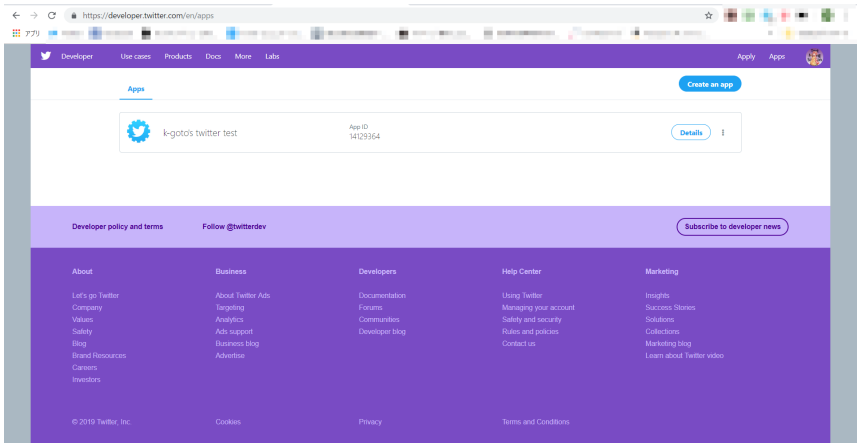 https://developer.twitter.com/en/apps
アプリ
Developer Use cases Products Docs More Labs Apply Apps
Apps Create an app
k-goto's twitter test App ID Details
14129364
Developer policy and terms Follow @twitterdev Subscribe to developer news
About Business Developers Help Center Marketing
Let's go Twitter About Twitter Ads Documentation Using Twitter Insights
Company Targeting Forums Managing your account Success Stories
Values Analytics Communities Safety and security Solutions
Safety Ads support Developer blog Rules and policies Collections
Blog Business blog Contact us Marketing blog
Brand Resources Advertise Learn about Twitter video
Careers
Investors
© 2019 Twitter, Inc. Cookies Privacy Terms and Conditions